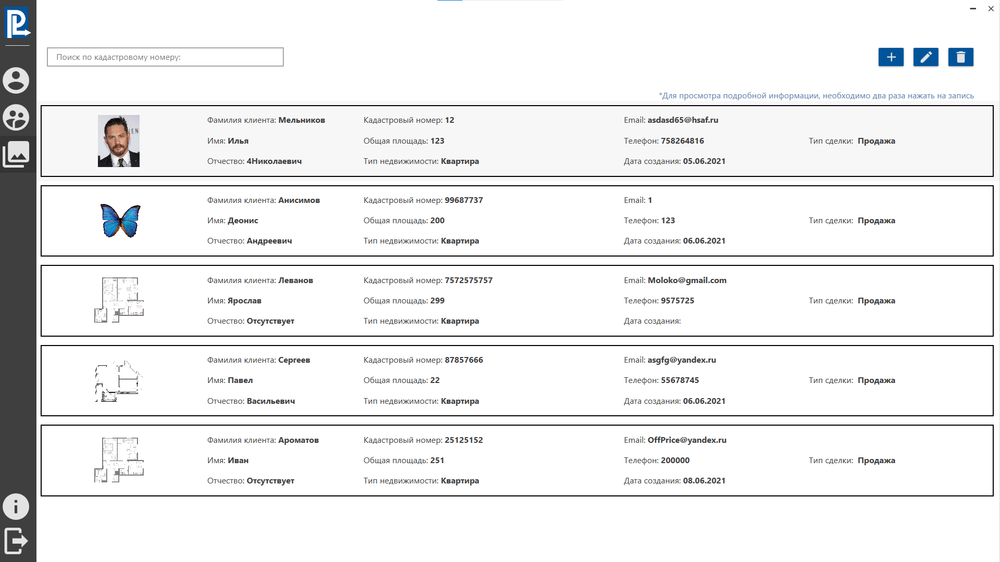 PL
Поиск по кадастровому номеру:
*Для просмотра подробной информации, необходимо два раза нажать на запись
Фамилия клиента: Мельников
Кадастровый номер: 12
Email: asdasd65@hsaf.ru
Имя: Илья
Общая площадь: 123
Телефон: 758264816
Тип сделки: Продажа
Отчество: 4Николаевич
Тип недвижимости: Квартира
Дата создания: 05.06.2021
Фамилия клиента: Анисимов
Кадастровый номер: 99687737
Email: 1
Имя: Деонис
Общая площадь: 200
Телефон: 123
Тип сделки: Продажа
Отчество: Андреевич
Тип недвижимости: Квартира
Дата создания: 06.06.2021
Фамилия клиента: Леванов
Кадастровый номер: 7572575757
Email: Moloko@gmail.com
Имя: Ярослав
Общая площадь: 299
Телефон: 9575725
Тип сделки: Продажа
Отчество: Отсутствует
Тип недвижимости: Квартира
Дата создания:
Фамилия клиента: Сергеев
Кадастровый номер: 87857666
Email: asgfg@yandex.ru
Имя: Павел
Общая площадь: 22
Телефон: 55678745
Тип сделки: Продажа
Отчество: Васильевич
Тип недвижимости: Квартира
Дата создания: 06.06.2021
Фамилия клиента: Ароматов
Кадастровый номер: 25125152
Email: OffPrice@yandex.ru
Имя: Иван
Общая площадь: 251
Телефон: 200000
Тип сделки: Продажа
Отчество: Отсутствует
Тип недвижимости: Квартира
Дата создания: 08.06.2021